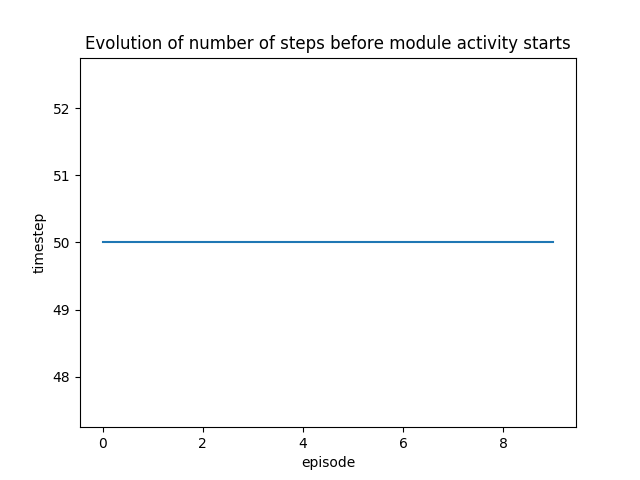 Evolution of number of steps before module activity starts
52
51
50
49
48
timestep
0 2 4 6 8
episode